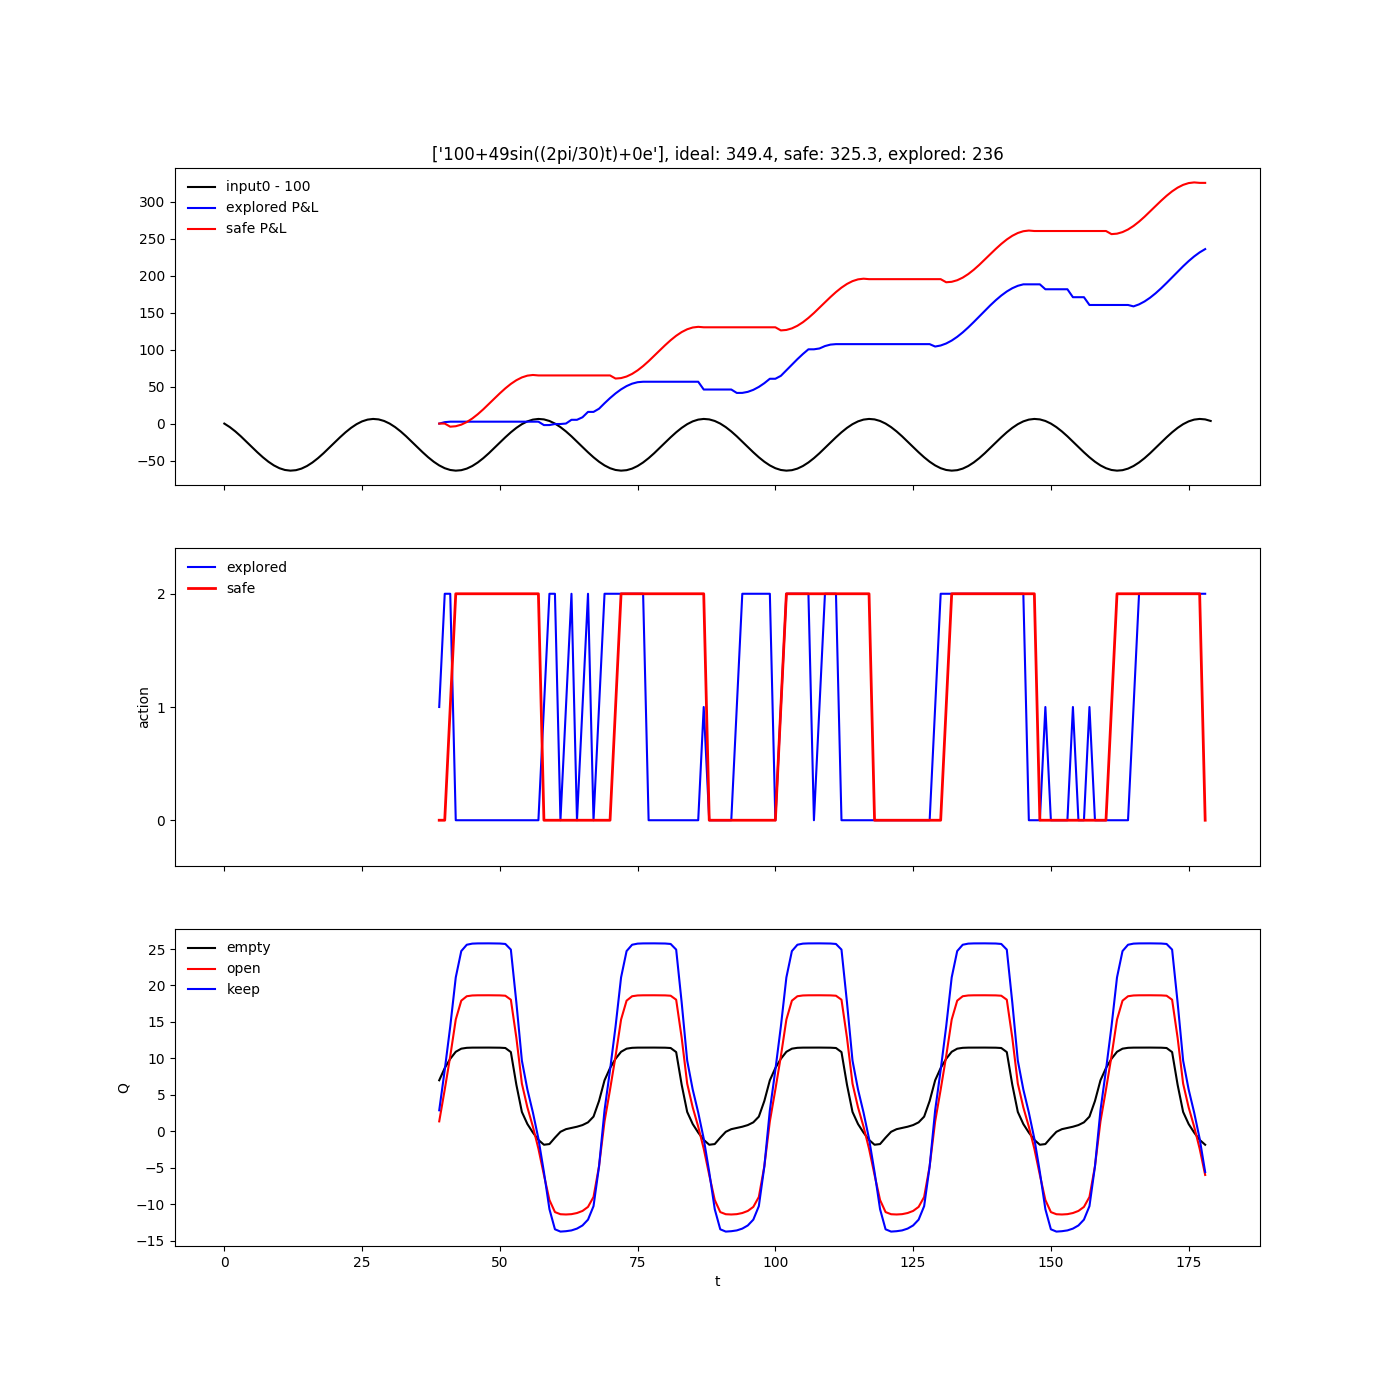 ['100+49sin((2pi/30)t)+0e'], ideal: 349.4, safe: 325.3, explored: 236
input0 - 100
explored P&L
safe P&L
300
250
200
150
100
50
0
−50
explored
safe
2
1
0
action
empty
open
keep
25
20
15
10
5
0
−5
−10
−15
Q
0 25 50 75 100 125 150 175
t